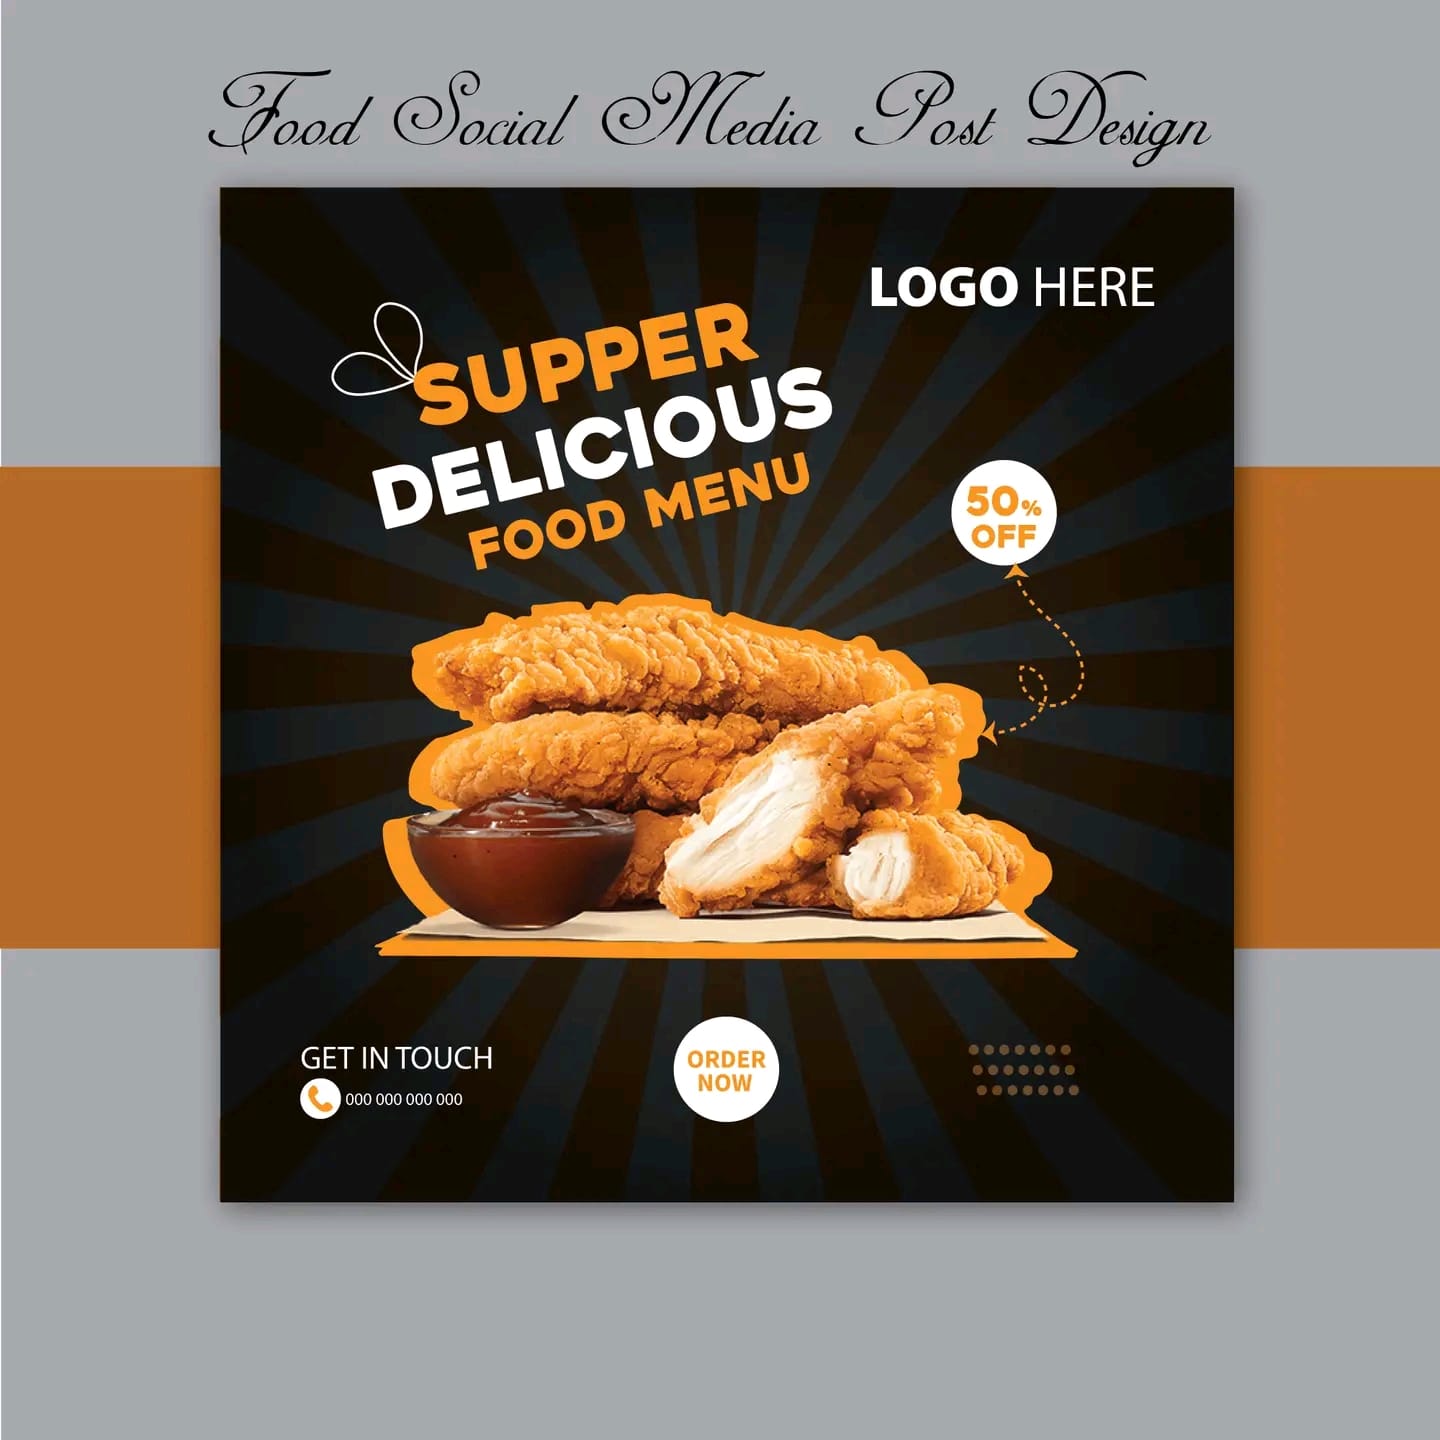 Food Social Media Post Design
LOGO HERE
SUPPER
DELICIOUS
FOOD MENU
50%
OFF
GET IN TOUCH
000 000 000 000
ORDER
NOW